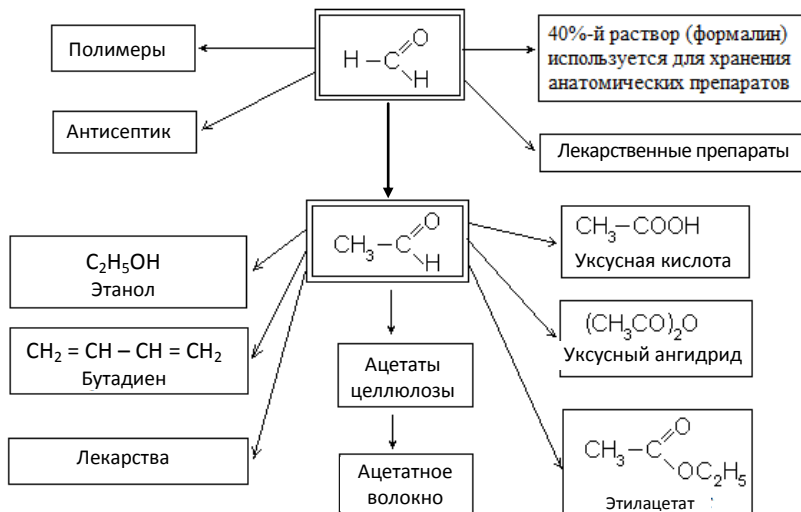 Полимеры
H – C
O
H
40%-й раствор (формалин)
используется для хранения
анатомических препаратов
Антисептик
Лекарственные препараты
CH₃ – C
O
H
C₂H₅OH
Этанол
CH₃–COOH
Уксусная кислота
CH₂ = CH – CH = CH₂
Бутадиен
(CH₃CO)₂O
Уксусный ангидрид
Ацетаты
целлюлозы
Лекарства
Ацетатное
волокно
CH₃ – C
O
OC₂H₅
Этилацетат